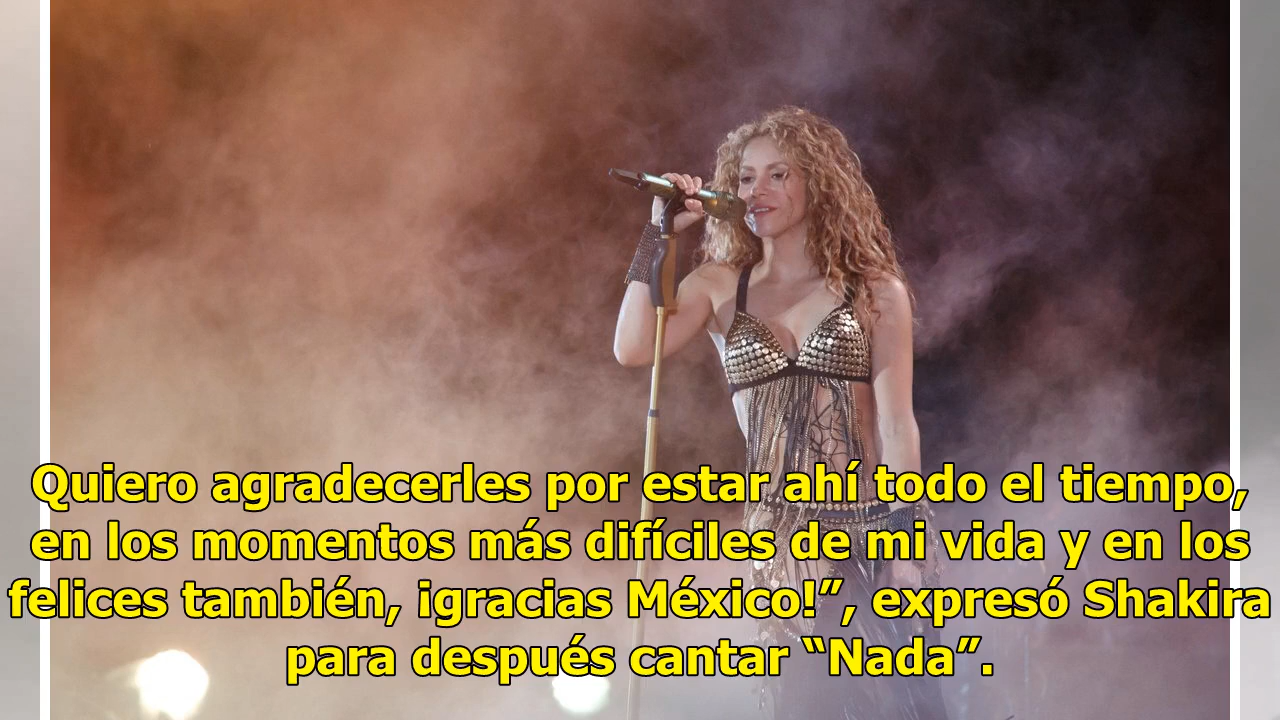 Quiero agradecerles por estar ahí todo el tiempo,
en los momentos más difíciles de mi vida y en los
felices también, ¡gracias México!”, expresó Shakira
para después cantar “Nada”.